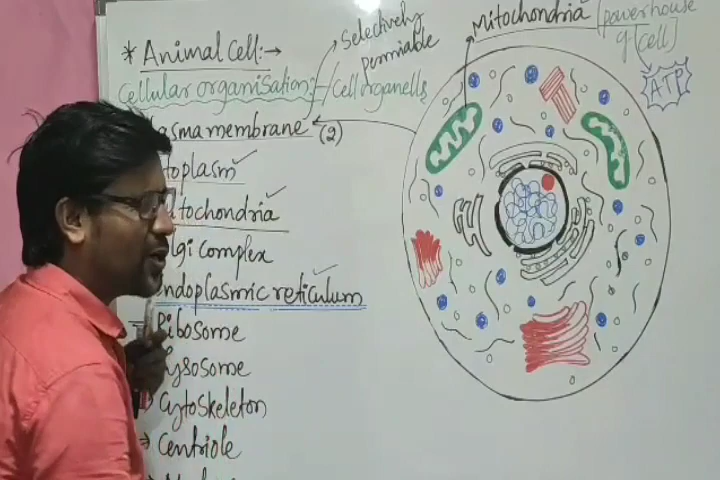 * Animal Cell:→
Cellular organisation:- Cell organells
Selectively
permiable
Mitochondria (powerhouse
of cell)
ATP
lasma membrane (2)
toplasm ✓
itochondria ✓
lgi complex
ndoplasmic reticulum ✓
Ribosome
ysosome
→ Cytoskeleton
→ Centriole